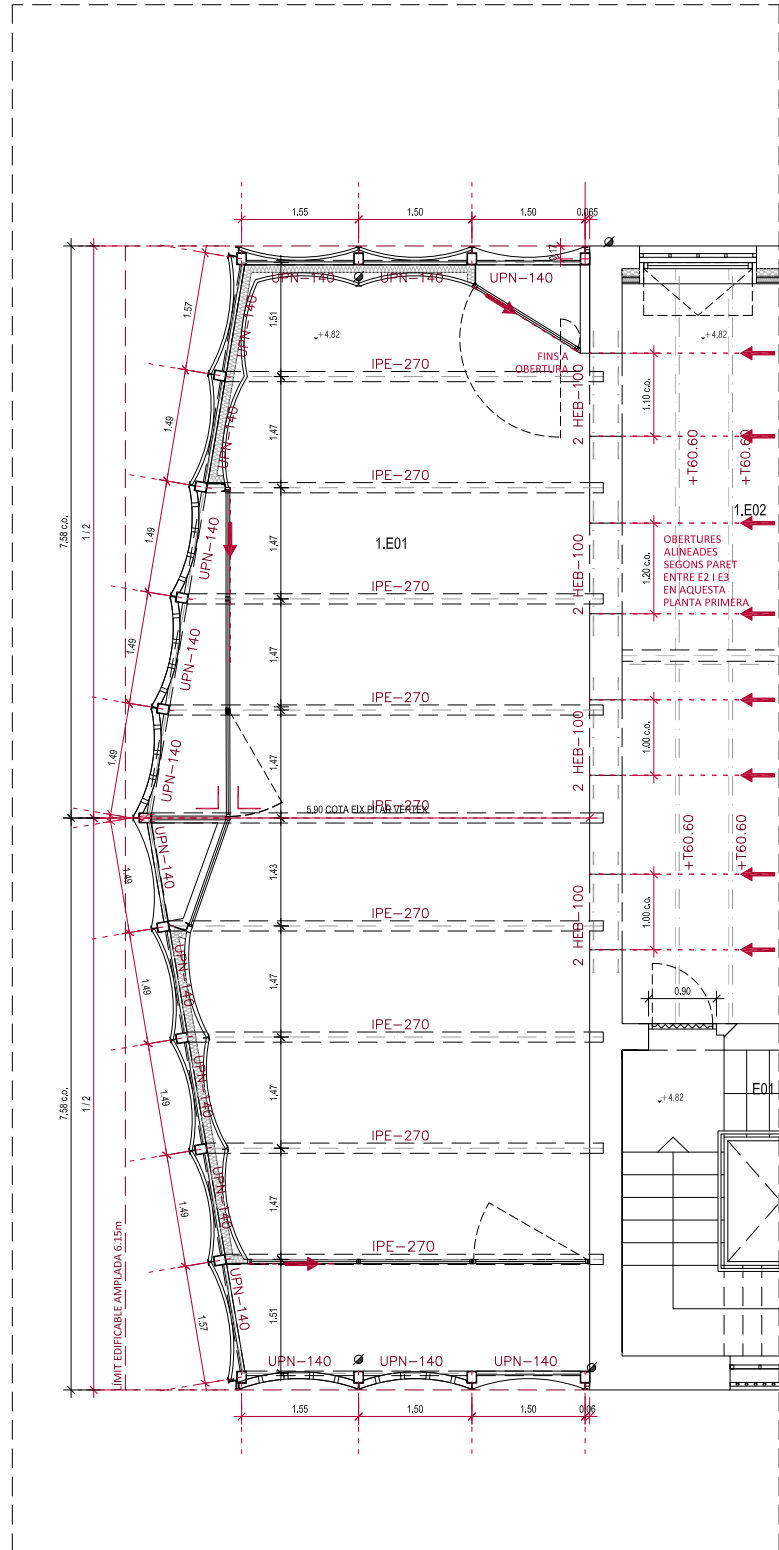 1.55
1.50
1.50
0.065
.17
UPN-140
UPN-140
UPN-140
1.57
UPN-140
1.51
+4,82
+4,82
FINS A
OBERTURA
IPE-270
2 HEB-100
1.10 c.o.
1.49
UPN-140
1.47
+T60.60
+T60.60
IPE-270
7,58 c.o.
1 / 2
UPN-140
1.E01
1.E02
1.49
1.47
2 HEB-100
1.20 c.o.
OBERTURES
ALINEADES
SEGONS PARET
ENTRE E2 I E3
EN AQUESTA
PLANTA PRIMERA
IPE-270
1.49
UPN-140
1.47
IPE-270
1.49
UPN-140
1.47
2 HEB-100
1.00 c.o.
IPE-270
5,90 COTA EIX PILAR VÈRTEX
UPN-140
1.49
1.43
+T60.60
+T60.60
IPE-270
2 HEB-100
1.00 c.o.
1.49
UPN-140
1.47
0.90
IPE-270
7,58 c.o.
1 / 2
UPN-140
1.47
+4,82
E01
1.49
IPE-270
UPN-140
1.49
1.47
IPE-270
LÍMIT EDIFICABLE AMPLADA 6.15m
UPN-140
1.57
1.51
UPN-140
UPN-140
UPN-140
1.55
1.50
1.50
0.06